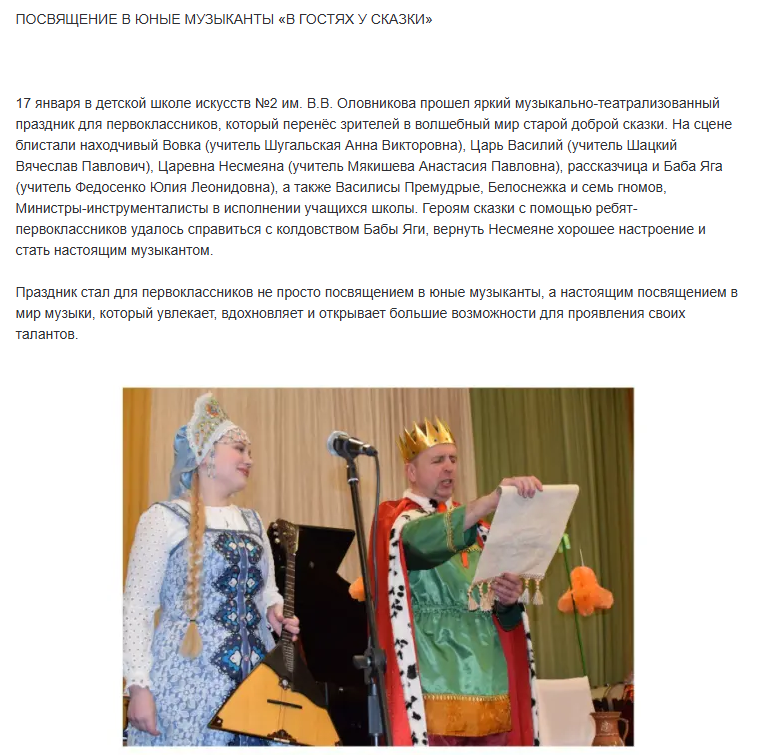 ПОСВЯЩЕНИЕ В ЮНЫЕ МУЗЫКАНТЫ «В ГОСТЯХ У СКАЗКИ»
17 января в детской школе искусств №2 им. В.В. Оловникова прошел яркий музыкально-театрализованный
праздник для первоклассников, который перенёс зрителей в волшебный мир старой доброй сказки. На сцене
блистали находчивый Вовка (учитель Шугальская Анна Викторовна), Царь Василий (учитель Шацкий
Вячеслав Павлович), Царевна Несмеяна (учитель Мякишева Анастасия Павловна), рассказчица и Баба Яга
(учитель Федосенко Юлия Леонидовна), а также Василисы Премудрые, Белоснежка и семь гномов,
Министры-инструменталисты в исполнении учащихся школы. Героям сказки с помощью ребят-
первоклассников удалось справиться с колдовством Бабы Яги, вернуть Несмеяне хорошее настроение и
стать настоящим музыкантом.
Праздник стал для первоклассников не просто посвящением в юные музыканты, а настоящим посвящением в
мир музыки, который увлекает, вдохновляет и открывает большие возможности для проявления своих
талантов.